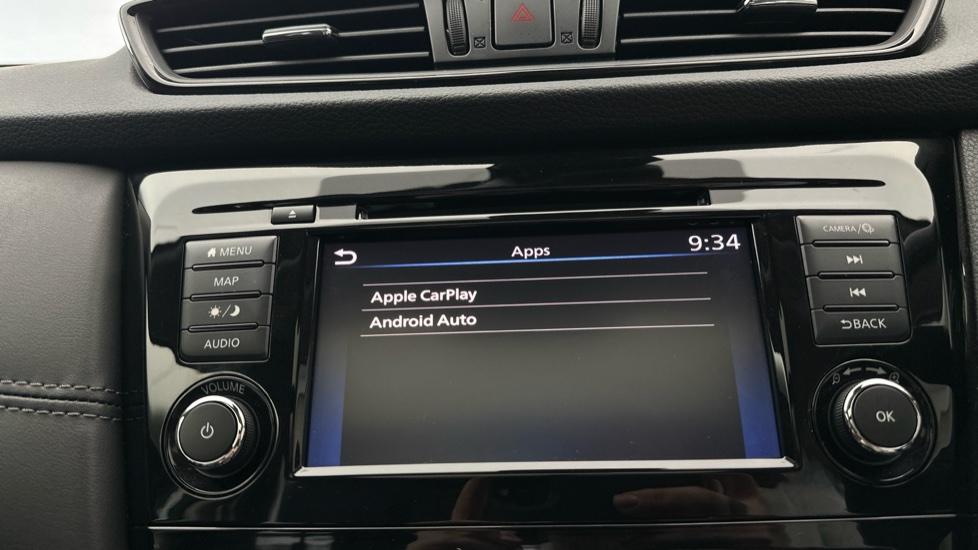 Apps
9:34
Apple CarPlay
Android Auto
MENU
MAP
/
AUDIO
VOLUME
CAMERA/
BACK
OK